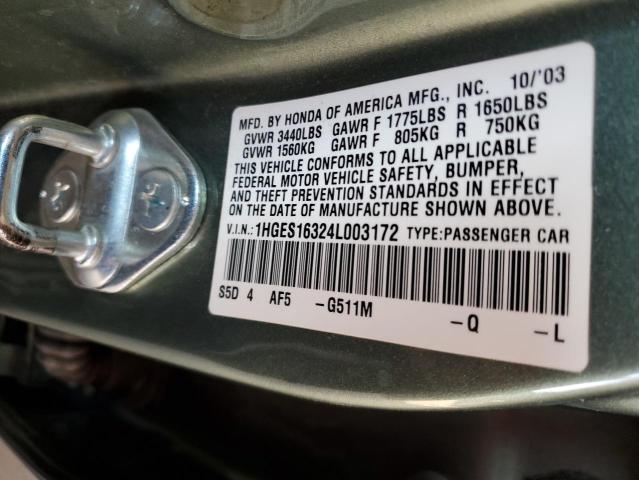 MFD. BY HONDA OF AMERICA MFG., INC. 10/'03
GVWR 3440LBS GAWR F 1775LBS R 1650LBS
GVWR 1560KG GAWR F 805KG R 750KG
THIS VEHICLE CONFORMS TO ALL APPLICABLE
FEDERAL MOTOR VEHICLE SAFETY, BUMPER,
AND THEFT PREVENTION STANDARDS IN EFFECT
ON THE DATE OF MANUFACTURE SHOWN ABOVE.
V.I.N.:1HGES16324L003172 TYPE:PASSENGER CAR
S5D 4 AF5 -G511M -Q -L